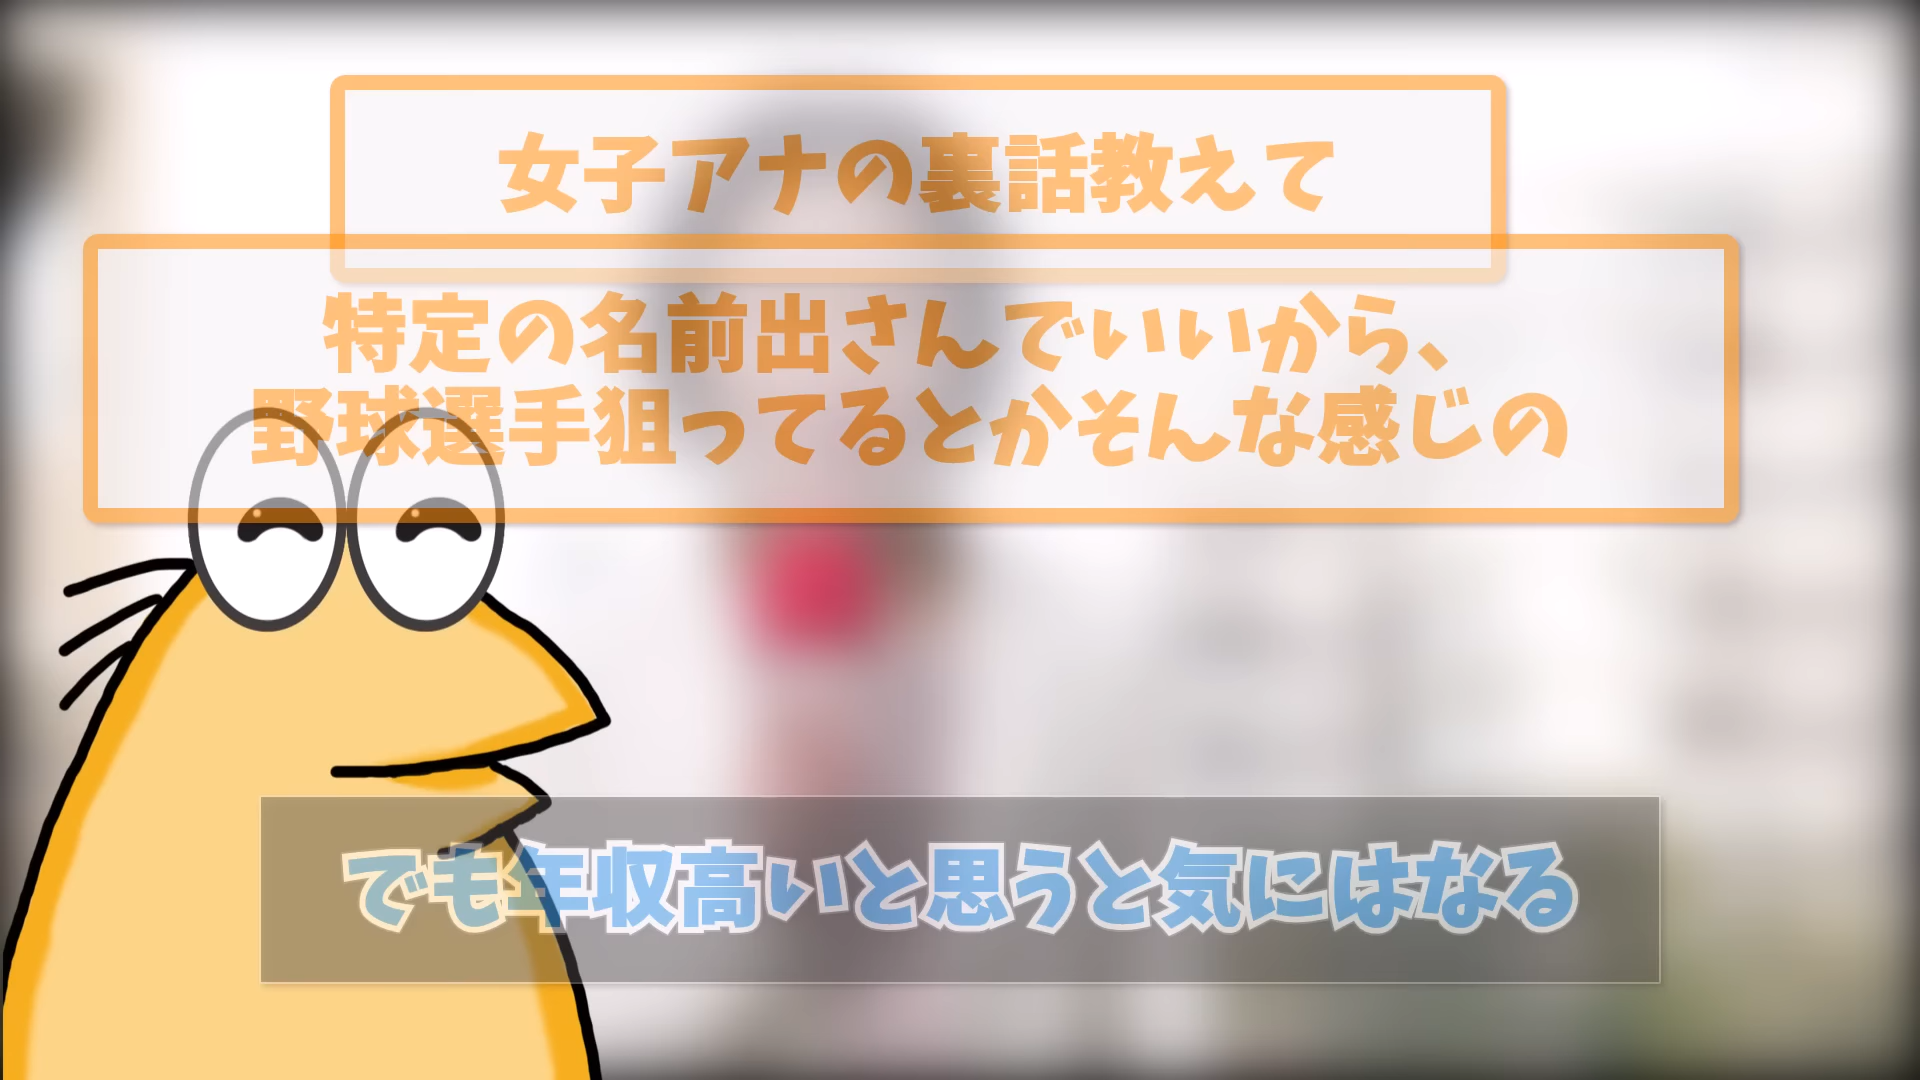 女子アナの裏話教えて
特定の名前出さんでいいから、
野球選手狙ってるとかそんな感じの
でも年収高いと思うと気にはなる